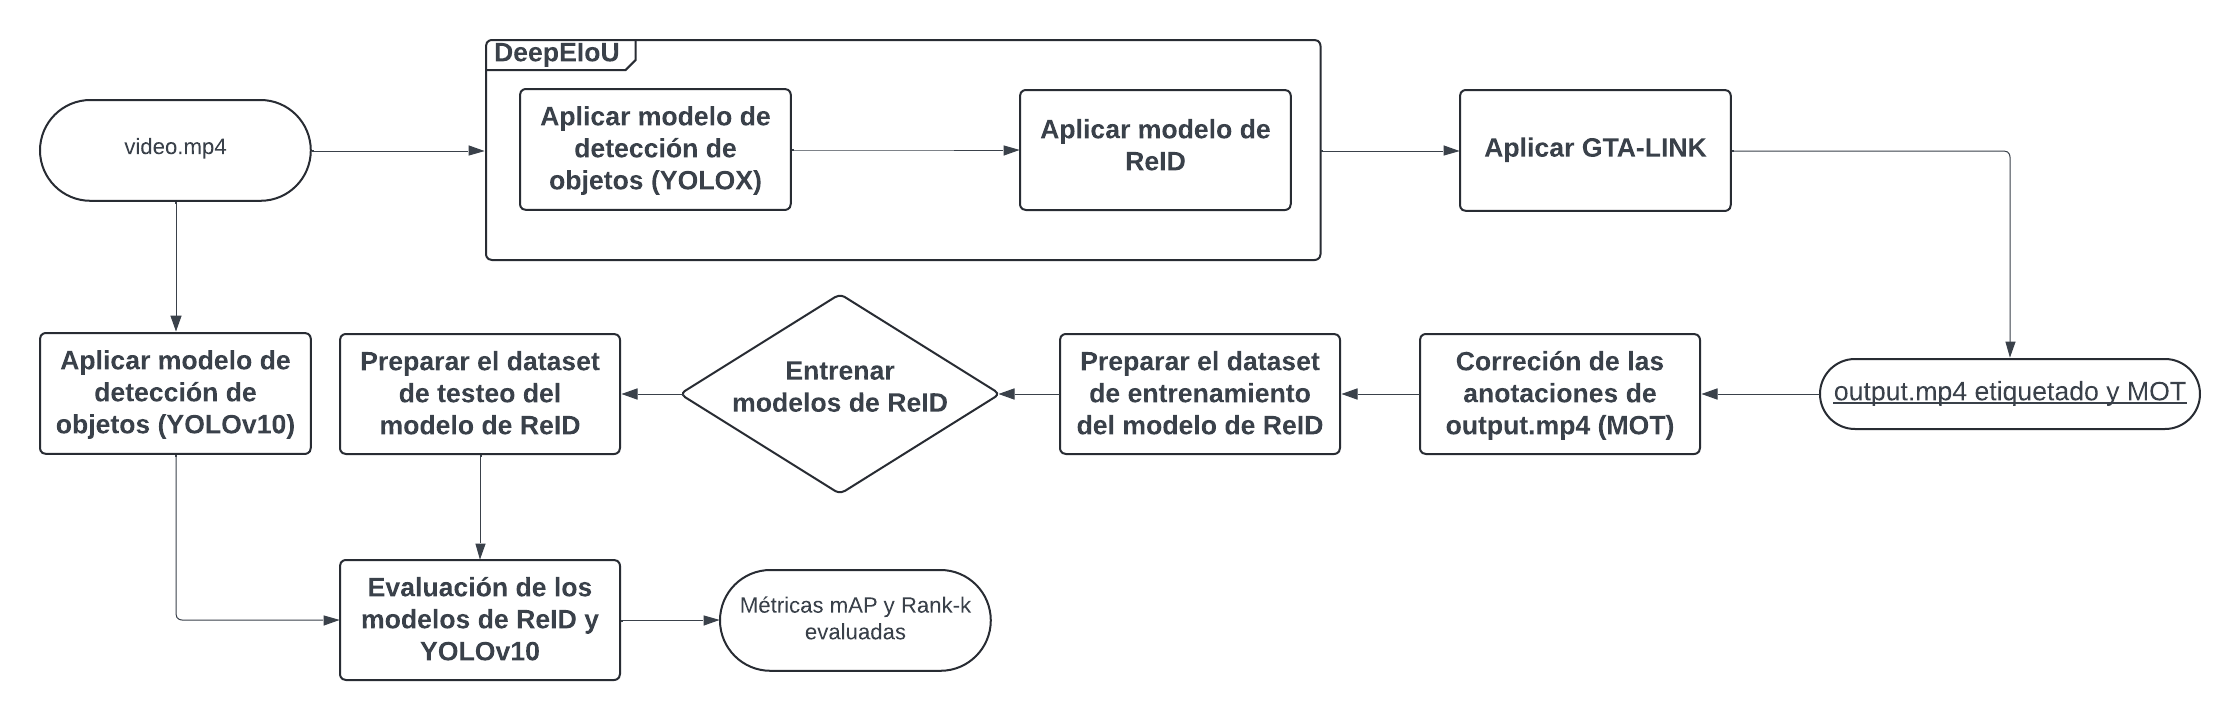 DeepEIoU
video.mp4
Aplicar modelo de
detección de
objetos (YOLOX)
Aplicar modelo de
ReID
Aplicar GTA-LINK
Aplicar modelo de
detección de
objetos (YOLOv10)
Preparar el dataset
de testeo del
modelo de ReID
Entrenar
modelos de ReID
Preparar el dataset
de entrenamiento
del modelo de ReID
Correción de las
anotaciones de
output.mp4 (MOT)
output.mp4 etiquetado y MOT
Evaluación de los
modelos de ReID y
YOLOv10
Métricas mAP y Rank-k
evaluadas